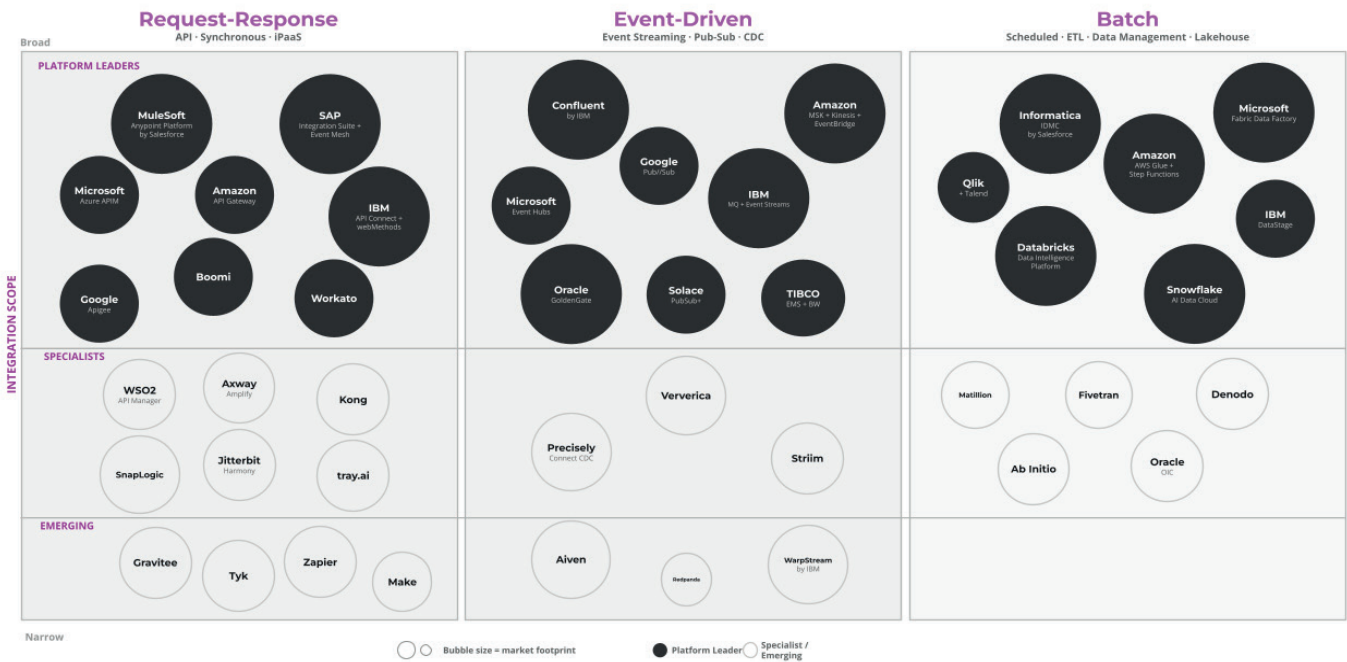 Request-Response
API · Synchronous · iPaaS
Event-Driven
Event Streaming · Pub-Sub · CDC
Batch
Scheduled · ETL · Data Management · Lakehouse
Broad
INTEGRATION SCOPE
PLATFORM LEADERS
MuleSoft
Anypoint Platform
by Salesforce
SAP
Integration Suite +
Event Mesh
Microsoft
Azure APIM
Amazon
API Gateway
IBM
API Connect +
webMethods
Boomi
Google
Apigee
Workato
Confluent
by IBM
Amazon
MSK + Kinesis +
EventBridge
Google
Pub//Sub
Microsoft
Event Hubs
IBM
MQ + Event Streams
Oracle
GoldenGate
Solace
PubSub+
TIBCO
EMS + BW
Informatica
IDMC
by Salesforce
Microsoft
Fabric Data Factory
Amazon
AWS Glue +
Step Functions
Qlik
+ Talend
IBM
DataStage
Databricks
Data Intelligence
Platform
Snowflake
AI Data Cloud
SPECIALISTS
WSO2
API Manager
Axway
Amplify
Kong
SnapLogic
Jitterbit
Harmony
tray.ai
Ververica
Precisely
Connect CDC
Striim
Matillion
Fivetran
Denodo
Ab Initio
Oracle
OIC
EMERGING
Gravitee
Tyk
Zapier
Make
Aiven
Redpanda
WarpStream
by IBM
Narrow
Bubble size = market footprint
Platform Leader
Specialist /
Emerging